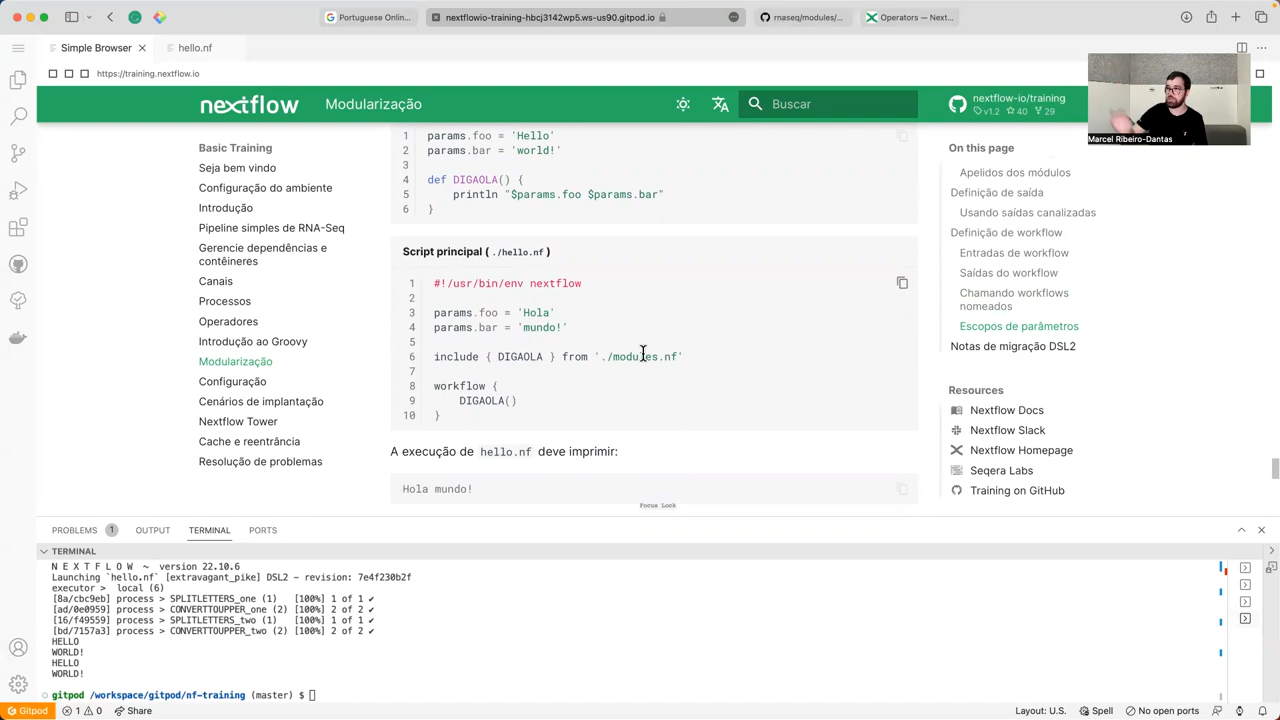 Portuguese Onlin...
nextflowio-training-hbcj3142wp5.ws-us90.gitpod.io
rnaseq/modules/...
Operators — Next...
Simple Browser
hello.nf
https://training.nextflow.io
nextflow
Modularização
Buscar
nextflow-io/training
v1.2 40 29
Marcel Ribeiro-Dantas
Basic Training
Seja bem vindo
Configuração do ambiente
Introdução
Pipeline simples de RNA-Seq
Gerencie dependências e
contêineres
Canais
Processos
Operadores
Introdução ao Groovy
Modularização
Configuração
Cenários de implantação
Nextflow Tower
Cache e reentrância
Resolução de problemas
1 params.foo = 'Hello'
2 params.bar = 'world!'
3
4 def DIGAOLA() {
5 println "$params.foo $params.bar"
6 }
Script principal ( ./hello.nf )
1 #!/usr/bin/env nextflow
2
3 params.foo = 'Hola'
4 params.bar = 'mundo!'
5
6 include { DIGAOLA } from './modules.nf'
7
8 workflow {
9 DIGAOLA()
10 }
A execução de hello.nf deve imprimir:
Hola mundo!
Focus Lock
On this page
Apelidos dos módulos
Definição de saída
Usando saídas canalizadas
Definição de workflow
Entradas de workflow
Saídas do workflow
Chamando workflows
nomeados
Escopos de parâmetros
Notas de migração DSL2
Resources
Nextflow Docs
Nextflow Slack
Nextflow Homepage
Seqera Labs
Training on GitHub
PROBLEMS 1 OUTPUT TERMINAL PORTS
TERMINAL
N E X T F L O W ~ version 22.10.6
Launching `hello.nf` [extravagant_pike] DSL2 - revision: 7e4f230b2f
executor > local (6)
[8a/cbc9eb] process > SPLITLETTERS_one (1) [100%] 1 of 1 ✔
[ad/0e0959] process > CONVERTTOUPPER_one (2) [100%] 2 of 2 ✔
[16/f49559] process > SPLITLETTERS_two (1) [100%] 1 of 1 ✔
[bd/7157a3] process > CONVERTTOUPPER_two (2) [100%] 2 of 2 ✔
HELLO
WORLD!
HELLO
WORLD!
gitpod /workspace/gitpod/nf-training (master) $
Gitpod 1 0 Share Layout: U.S. Spell No open ports